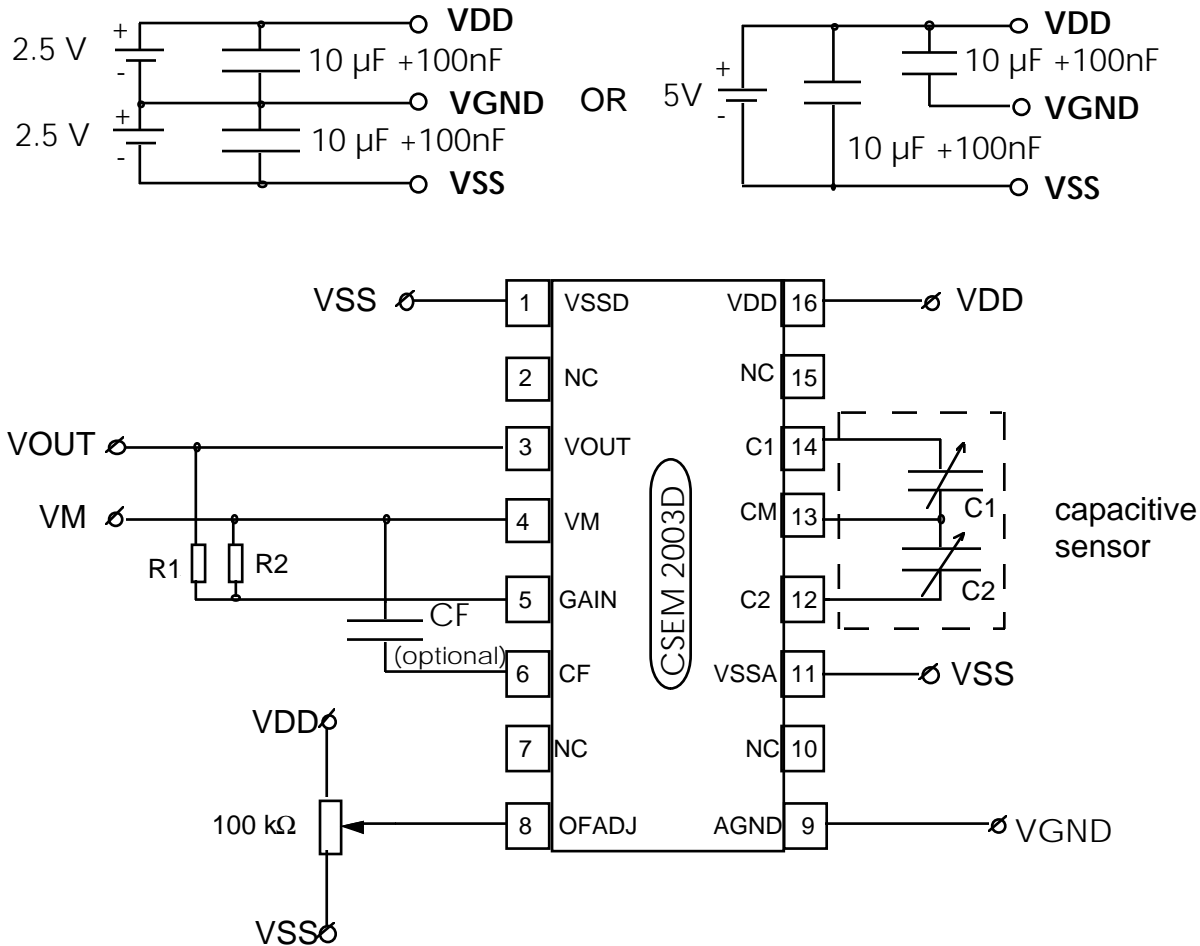 VDD
2.5 V
+
-
10 µF +100nF
VGND
2.5 V
+
-
10 µF +100nF
VSS
OR
VDD
5V
+
-
10 µF +100nF
VGND
10 µF +100nF
VSS
VSS
1
VSSD
VDD
16
VDD
2
NC
NC
15
VOUT
3
VOUT
C1
14
VM
4
VM
CM
13
C1
capacitive
sensor
R1
R2
5
GAIN
C2
12
C2
CF
(optional)
6
CF
VSSA
11
VSS
CSEM 2003D
VDD
7
NC
NC
10
100 kΩ
8
OFADJ
AGND
9
VGND
VSS